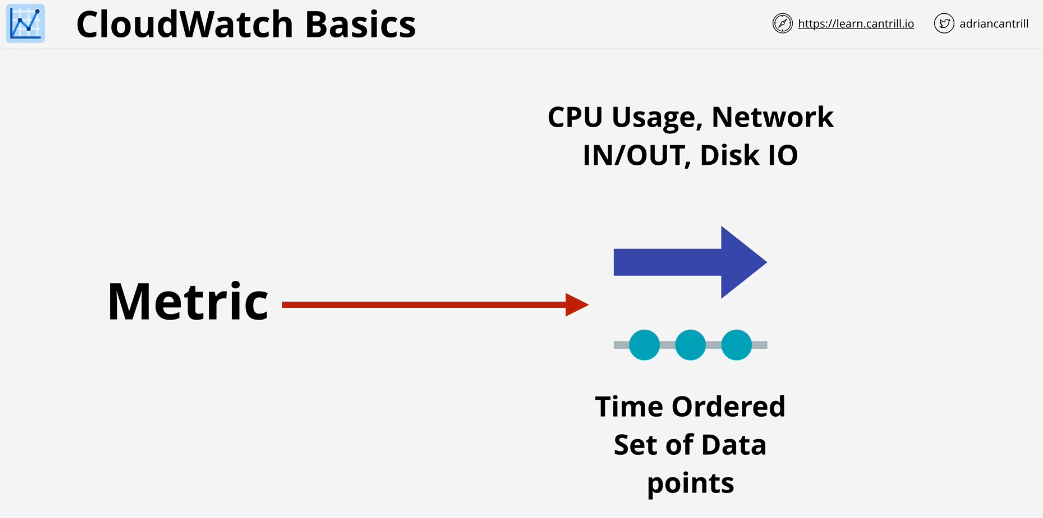 CloudWatch Basics
https://learn.cantrill.io
adriancantrill
CPU Usage, Network
IN/OUT, Disk IO
Metric
Time Ordered
Set of Data
points